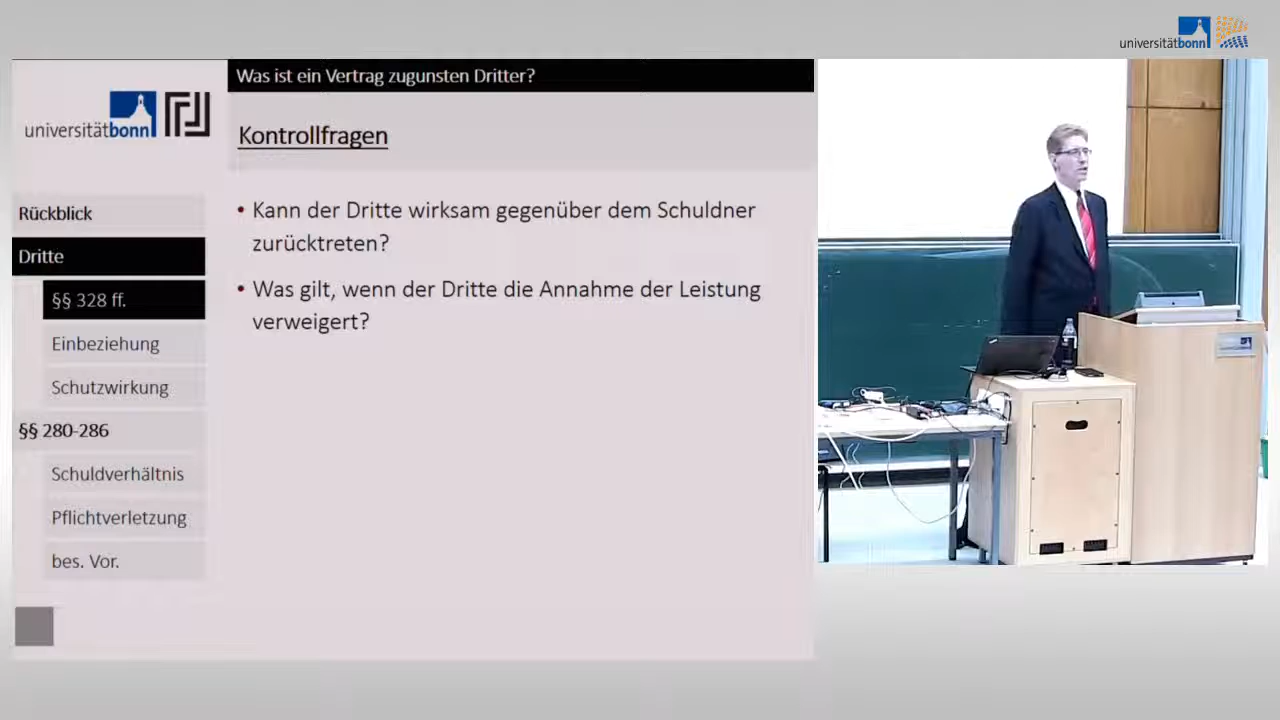 universitätbonn
Was ist ein Vertrag zugunsten Dritter?
universitätbonn
Kontrollfragen
Rückblick
Dritte
§§ 328 ff.
Einbeziehung
Schutzwirkung
§§ 280-286
Schuldverhältnis
Pflichtverletzung
bes. Vor.
• Kann der Dritte wirksam gegenüber dem Schuldner
zurücktreten?
• Was gilt, wenn der Dritte die Annahme der Leistung
verweigert?